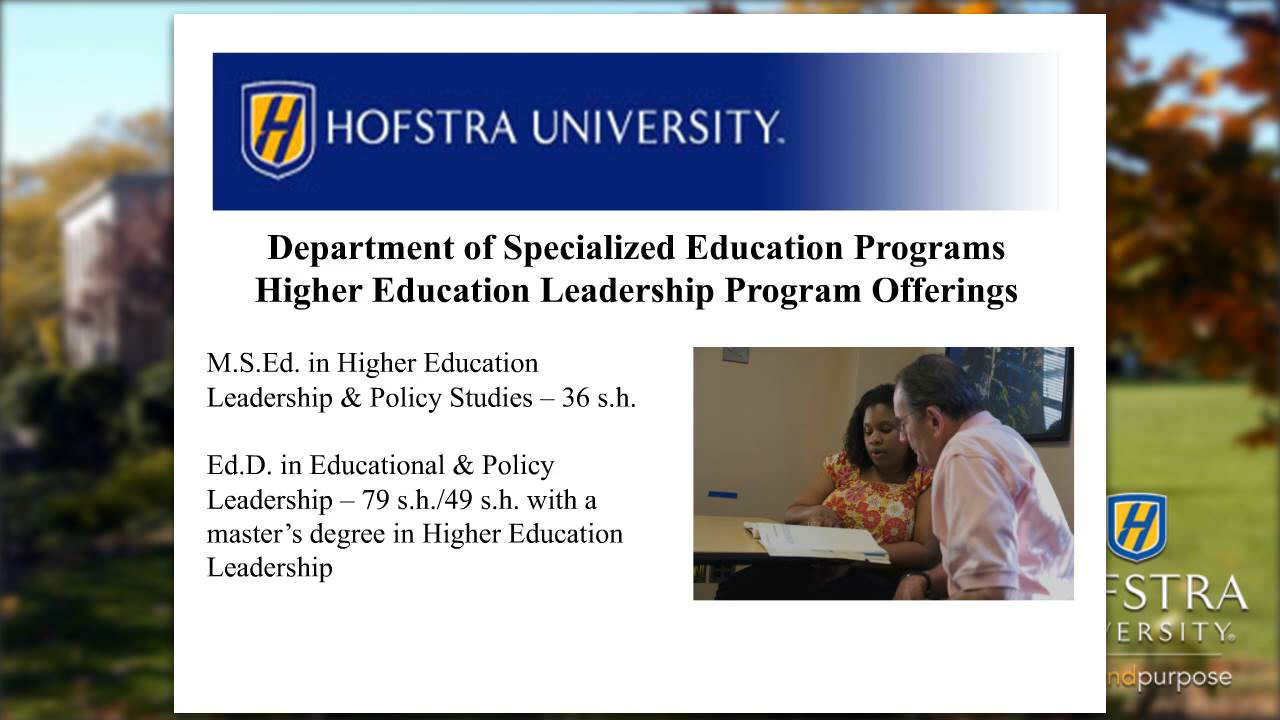 HOFSTRA UNIVERSITY
Department of Specialized Education Programs
Higher Education Leadership Program Offerings
M.S.Ed. in Higher Education
Leadership & Policy Studies – 36 s.h.
Ed.D. in Educational & Policy
Leadership – 79 s.h./49 s.h. with a
master’s degree in Higher Education
Leadership
FSTRA
VERSITY®
ndpurpose